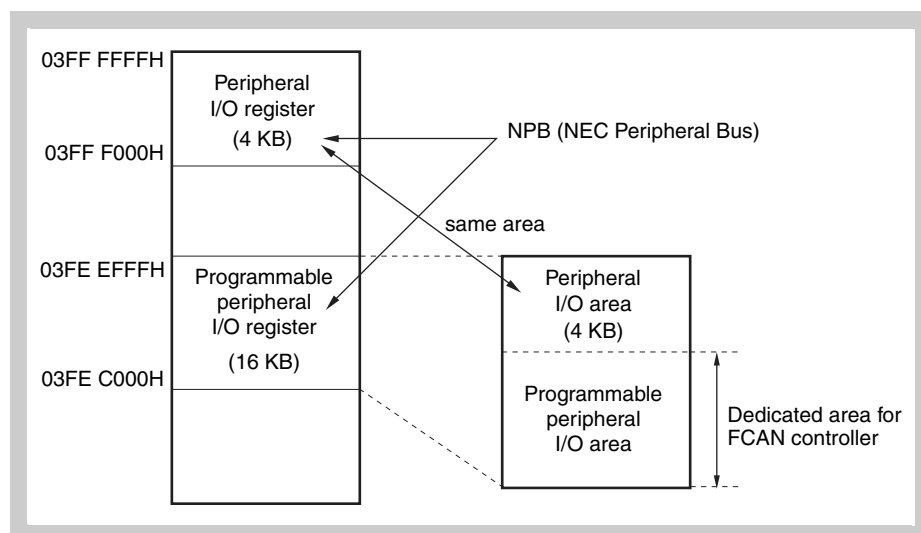 03FF FFFFH
Peripheral
I/O register
(4 KB)
NPB (NEC Peripheral Bus)
03FF F000H
same area
03FE EFFFH
Programmable
peripheral
I/O register
(16 KB)
03FE C000H
Peripheral
I/O area
(4 KB)
Programmable
peripheral
I/O area
Dedicated area for
FCAN controller